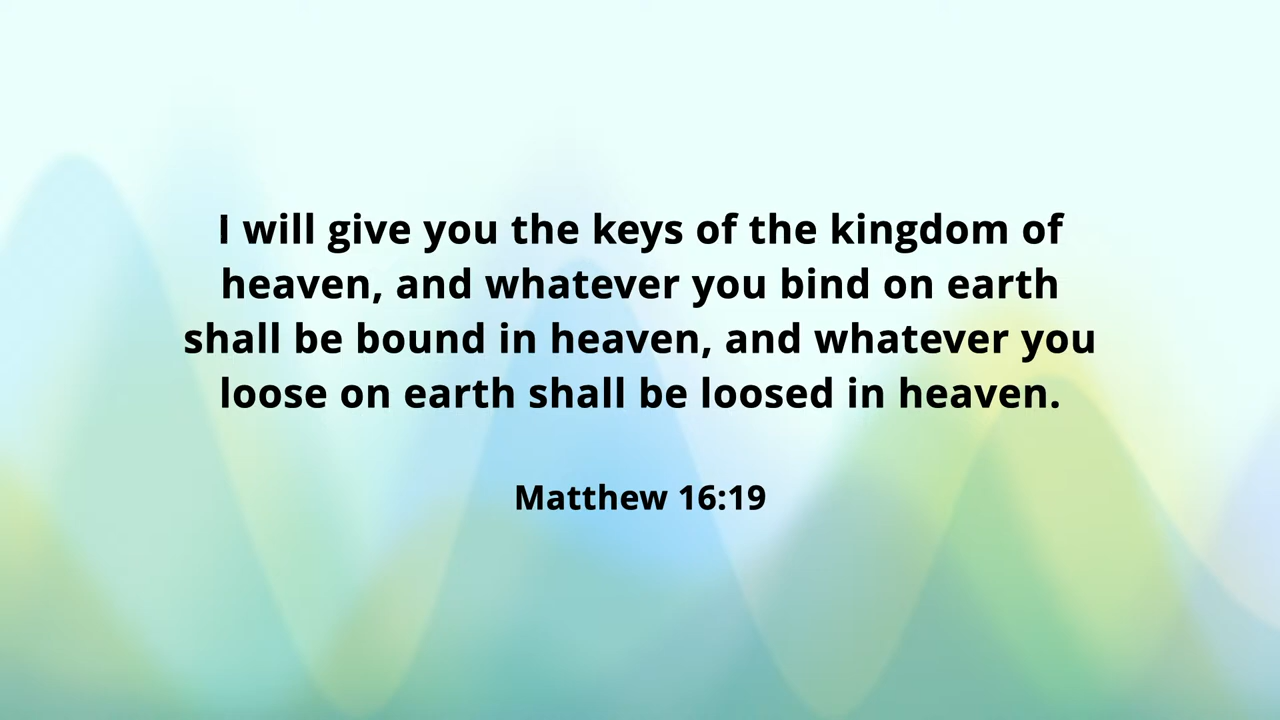 I will give you the keys of the kingdom of
heaven, and whatever you bind on earth
shall be bound in heaven, and whatever you
loose on earth shall be loosed in heaven.
Matthew 16:19